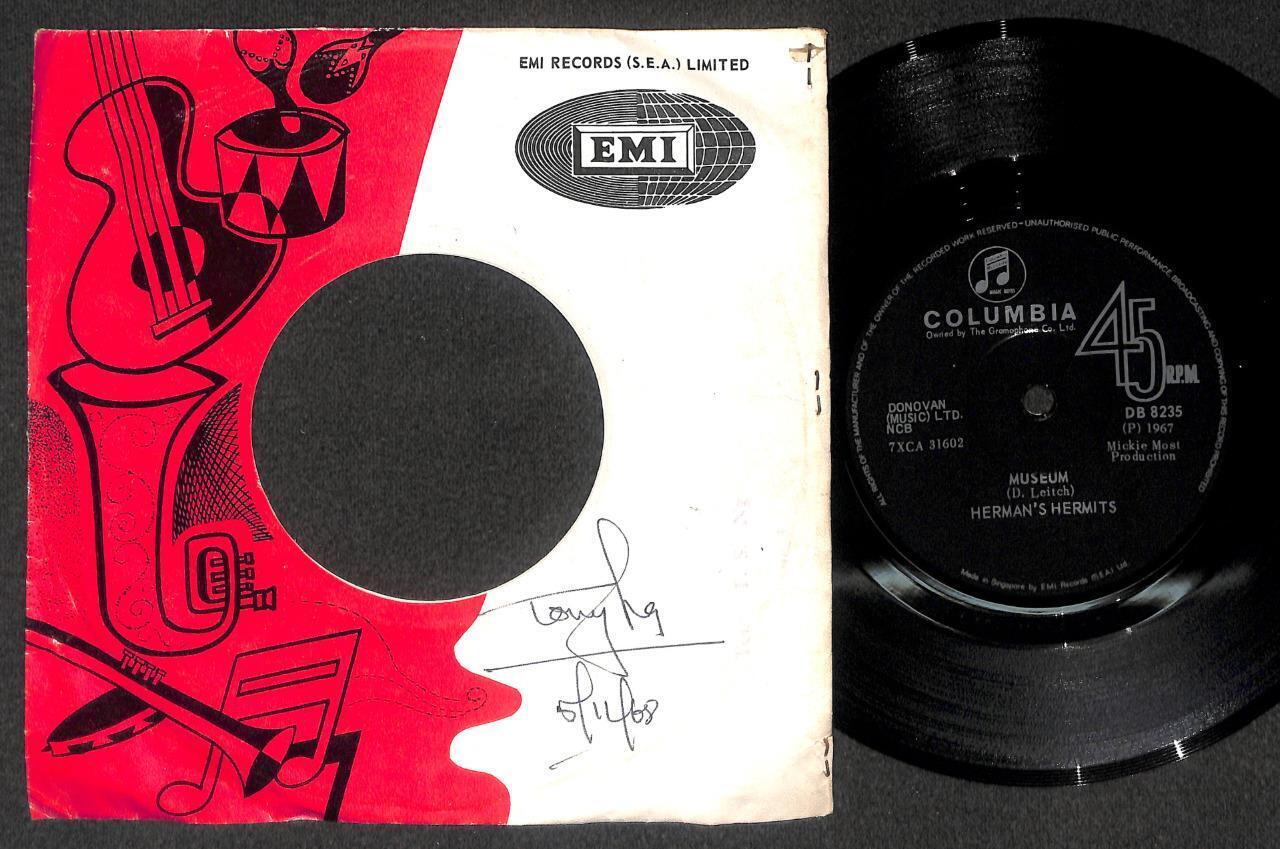 EMI RECORDS (S.E.A.) LIMITED
EMI
5/11/68
ALL RIGHTS OF THE MANUFACTURER AND OF THE OWNER OF THE RECORDED WORK RESERVED - UNAUTHORISED PUBLIC PERFORMANCE, BROADCASTING AND COPYING OF THIS RECORD PROHIBITED
COLUMBIA
Owned by The Gramophone Co. Ltd.
45
R.P.M.
DONOVAN
(MUSIC) LTD.
NCB
7XCA 31602
DB 8235
(P) 1967
Mickie Most
Production
MUSEUM
(D. Leitch)
HERMAN'S HERMITS
Made in Singapore by E M I. Records (S.E.A.) Ltd.